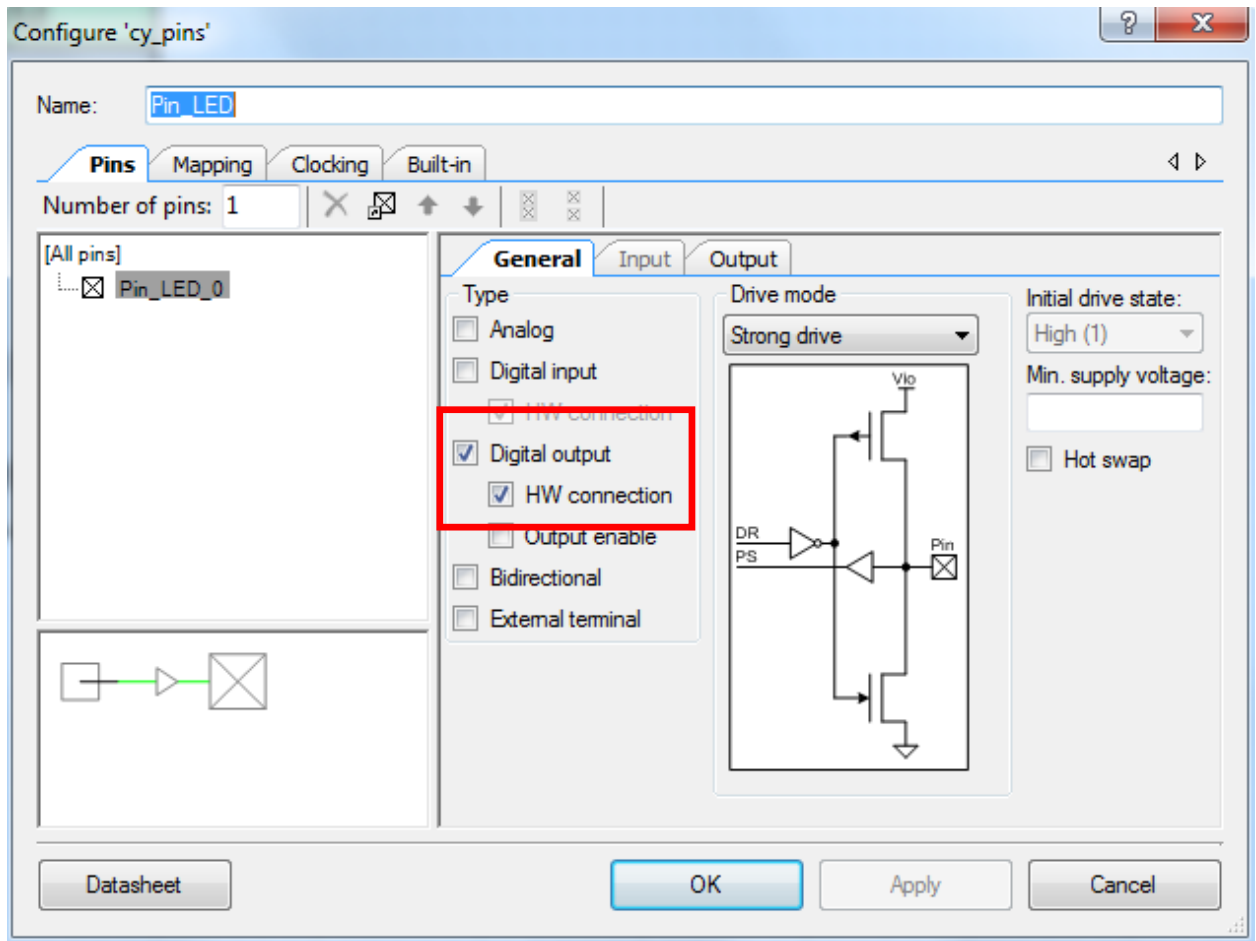 Configure 'cy_pins'
Name: Pin_LED
Pins Mapping Clocking Built-in
Number of pins: 1
[All pins]
Pin_LED_0
General Input Output
Type
Analog
Digital input
HW connection
Digital output
HW connection
Output enable
Bidirectional
External terminal
Drive mode
Strong drive
Vio
DR
PS
Pin
Initial drive state:
High (1)
Min. supply voltage:
Hot swap
Datasheet OK Apply Cancel